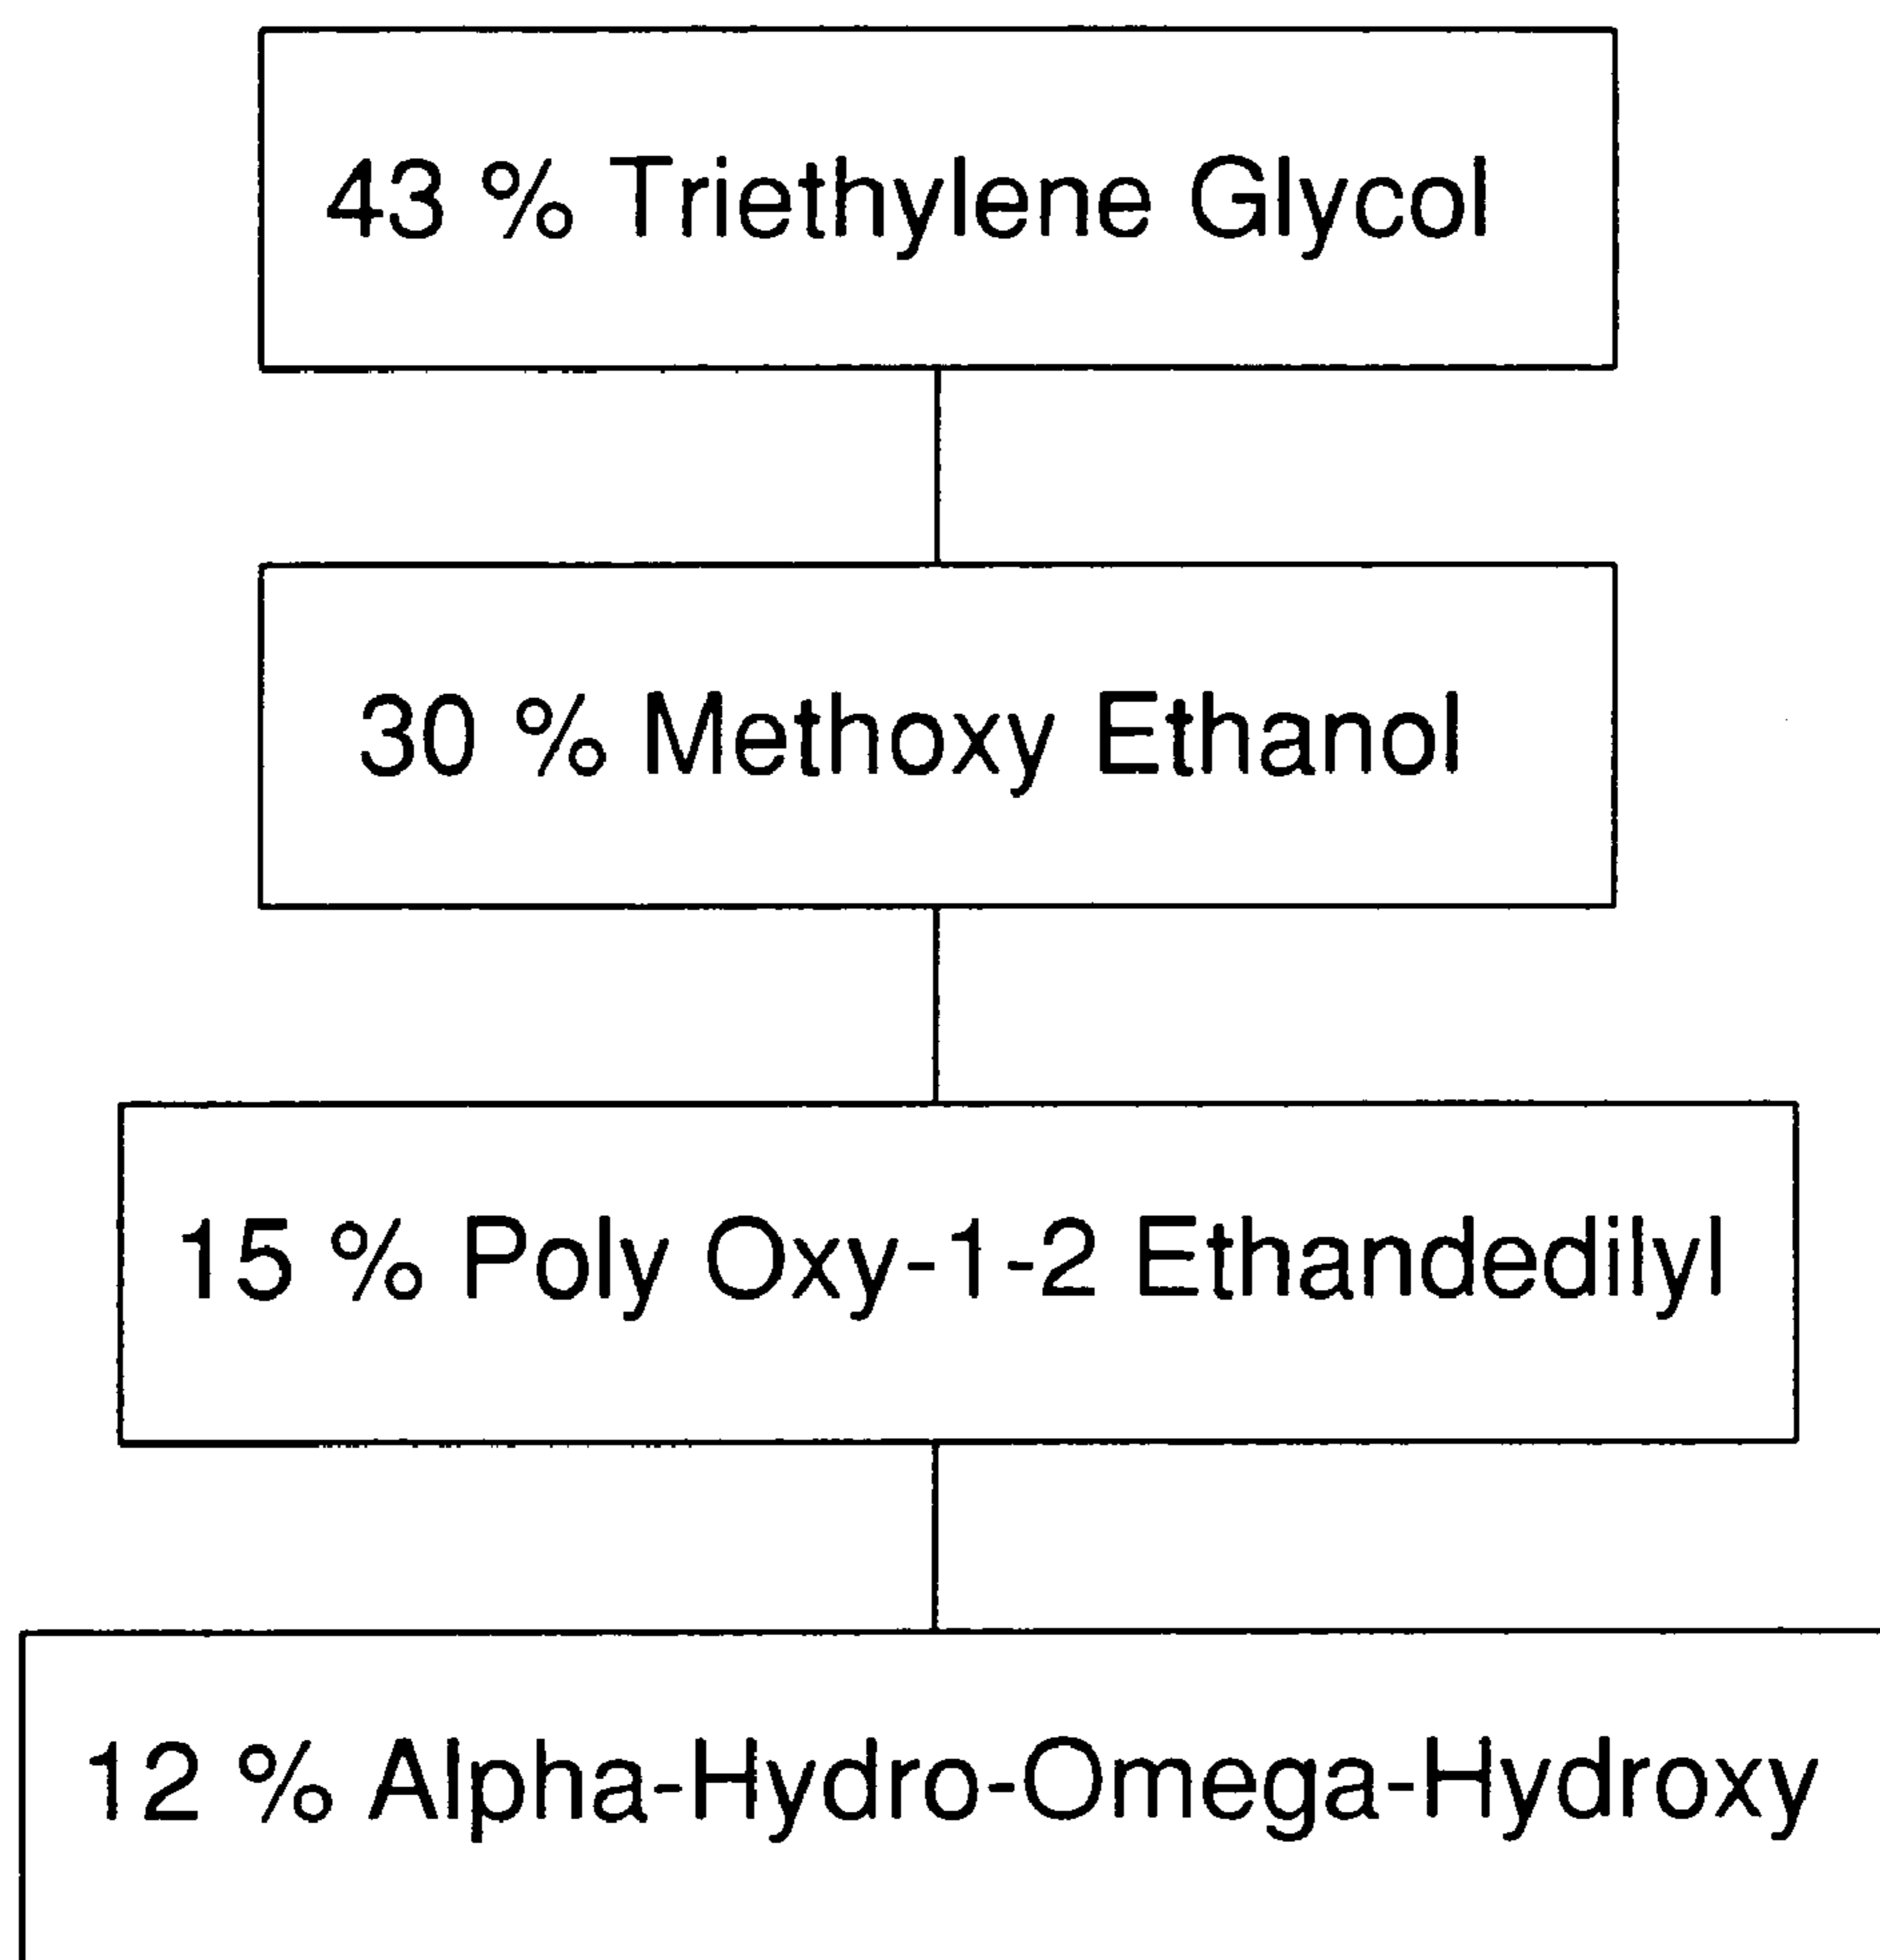 43 % Triethylene Glycol
30 % Methoxy Ethanol
15 % Poly Oxy-1-2 Ethandedilyl
12 % Alpha-Hydro-Omega-Hydroxy